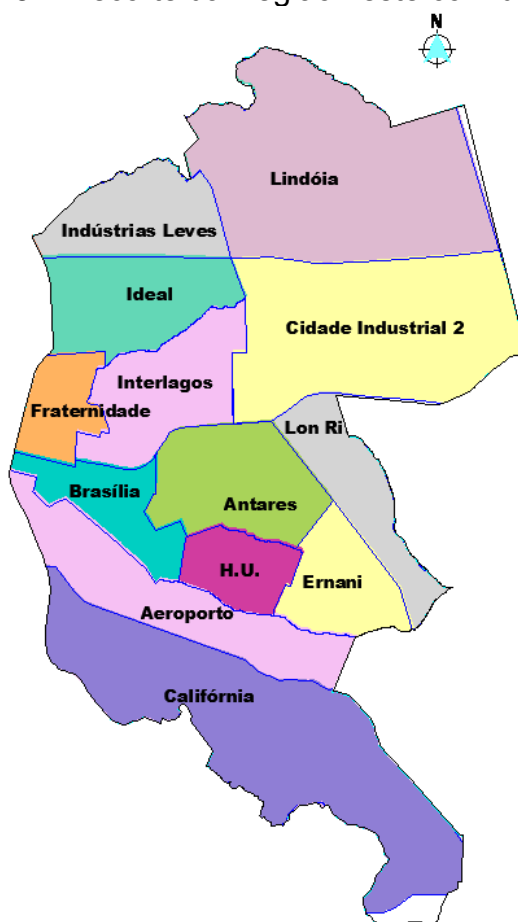 N
Lindóia
Indústrias Leves
Ideal
Cidade Industrial 2
Interlagos
Fraternidade
Lon Ri
Brasília
Antares
H.U.
Ernani
Aeroporto
Califórnia